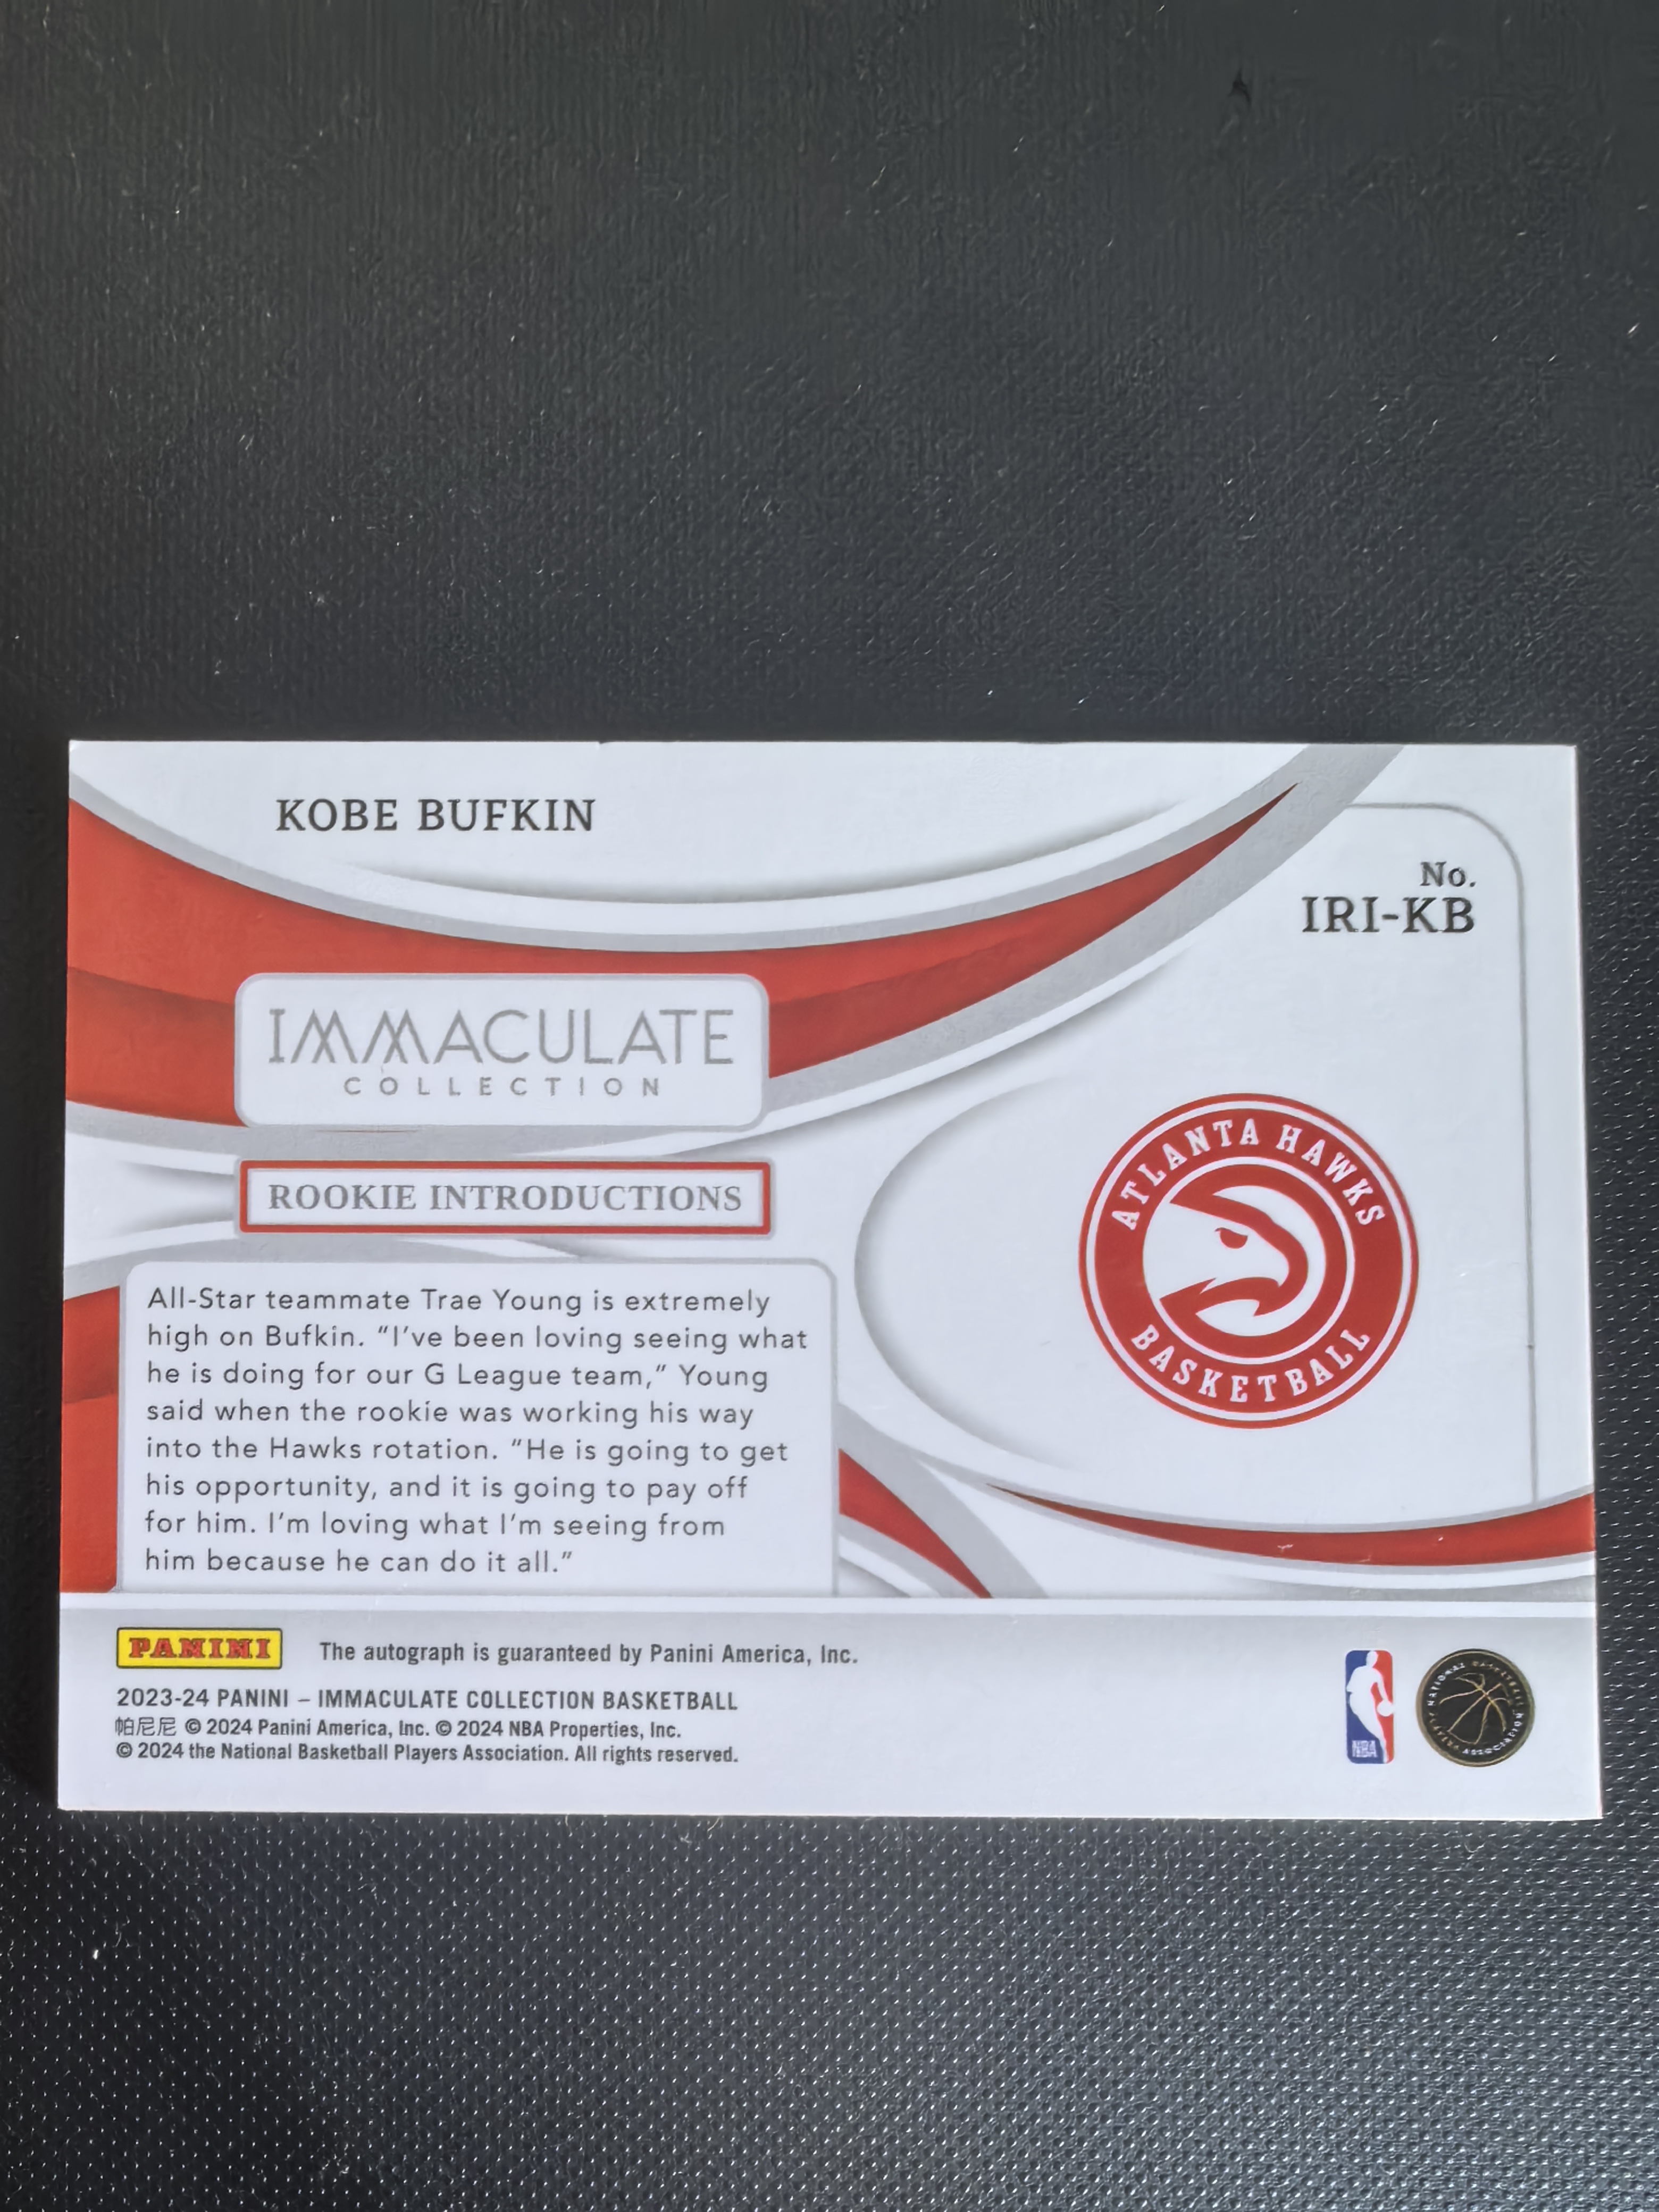 KOBE BUFKIN
No.
IRI-KB
IMMACULATE
COLLECTION
ROOKIE INTRODUCTIONS
ATLANTA HAWKS
BASKETBALL
All-Star teammate Trae Young is extremely
high on Bufkin. “I’ve been loving seeing what
he is doing for our G League team,” Young
said when the rookie was working his way
into the Hawks rotation. “He is going to get
his opportunity, and it is going to pay off
for him. I’m loving what I’m seeing from
him because he can do it all.”
PANINI
The autograph is guaranteed by Panini America, Inc.
2023-24 PANINI – IMMACULATE COLLECTION BASKETBALL
帕尼尼 © 2024 Panini America, Inc. © 2024 NBA Properties, Inc.
© 2024 the National Basketball Players Association. All rights reserved.
NBA
NATIONAL BASKETBALL
PLAYERS ASSOCIATION